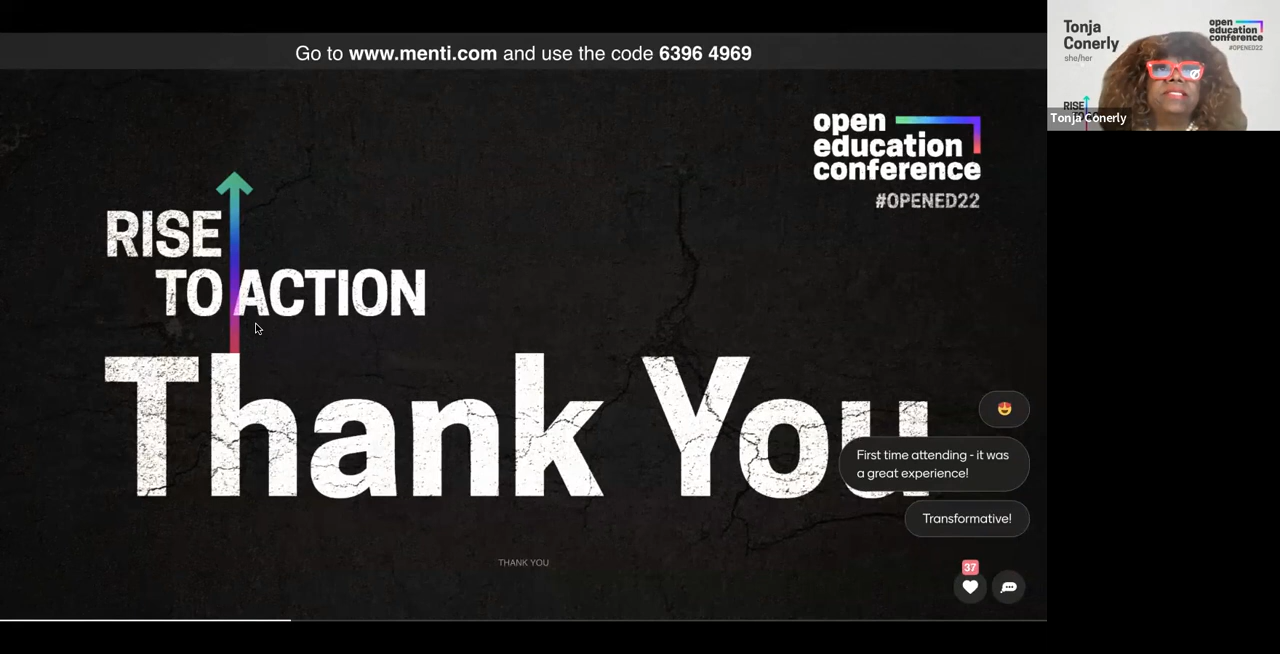 Go to www.menti.com and use the code 6396 4969
open
education
conference
#OPENED22
RISE
TO ACTION
Thank You
First time attending - it was
a great experience!
Transformative!
THANK YOU
37
Tonja
Conerly
she/her
open
education
conference
#OPENED22
RISE
Tonja Conerly